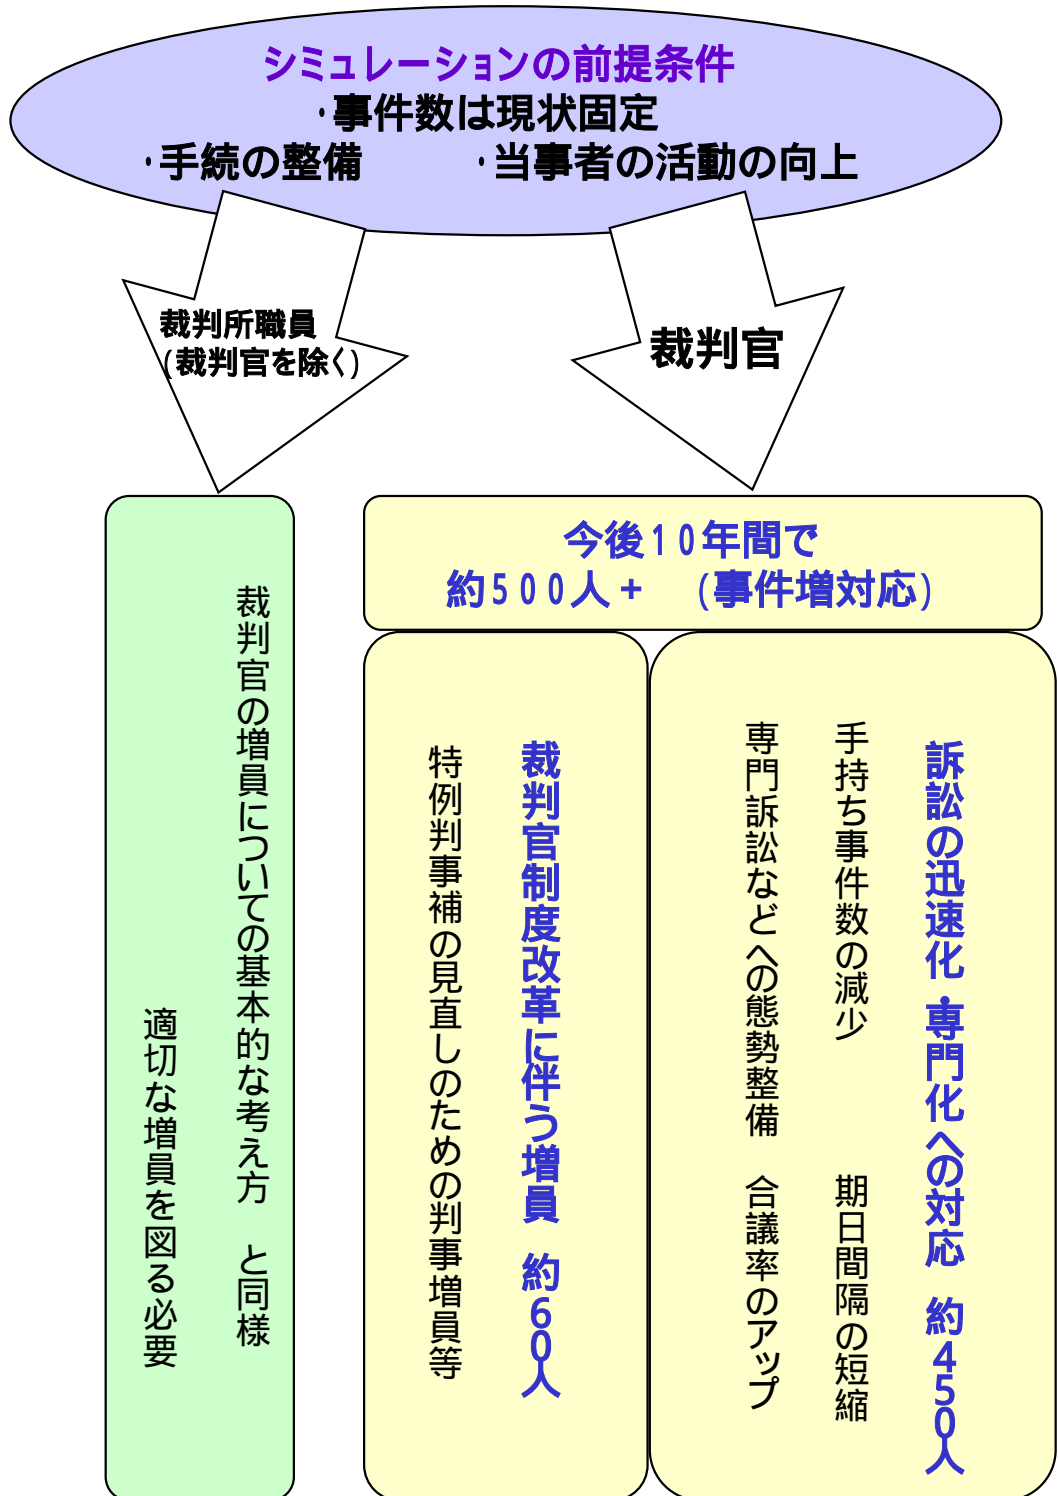 シミュレーションの前提条件
・事件数は現状固定
・手続の整備　・当事者の活動の向上
裁判所職員
(裁判官を除く)
裁判官
今後１０年間で
約５００人＋　(事件増対応)
訴訟の迅速化・専門化への対応　約４５０人
手持ち事件数の減少　期日間隔の短縮
専門訴訟などへの態勢整備　合議率のアップ
裁判官制度改革に伴う増員　約６０人
特例判事補の見直しのための判事増員等
裁判官の増員についての基本的な考え方　と同様
適切な増員を図る必要